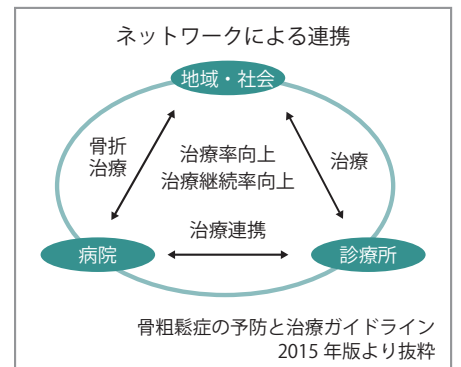 ネットワークによる連携
地域・社会
骨折
治療
治療率向上
治療継続率向上
治療
治療連携
病院
診療所
骨粗鬆症の予防と治療ガイドライン
2015 年版より抜粋